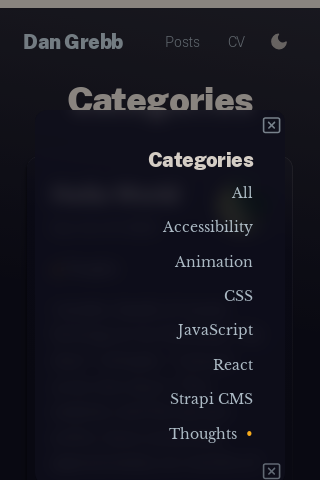 Dan Grebb Posts CV
Categories
Categories
All
Accessibility
Animation
CSS
JavaScript
React
Strapi CMS
Thoughts •